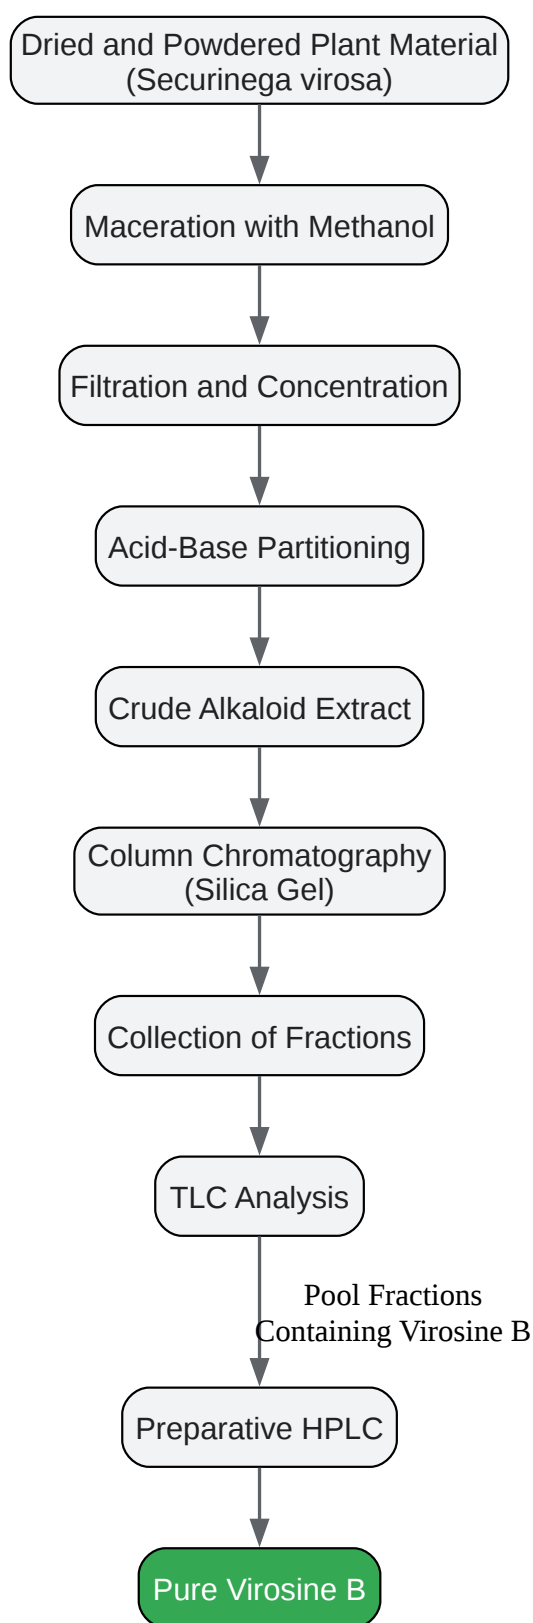 Dried and Powdered Plant Material
(Securinega virosa)
Maceration with Methanol
Filtration and Concentration
Acid-Base Partitioning
Crude Alkaloid Extract
Column Chromatography
(Silica Gel)
Collection of Fractions
TLC Analysis
Pool Fractions
Containing Virosine B
Preparative HPLC
Pure Virosine B